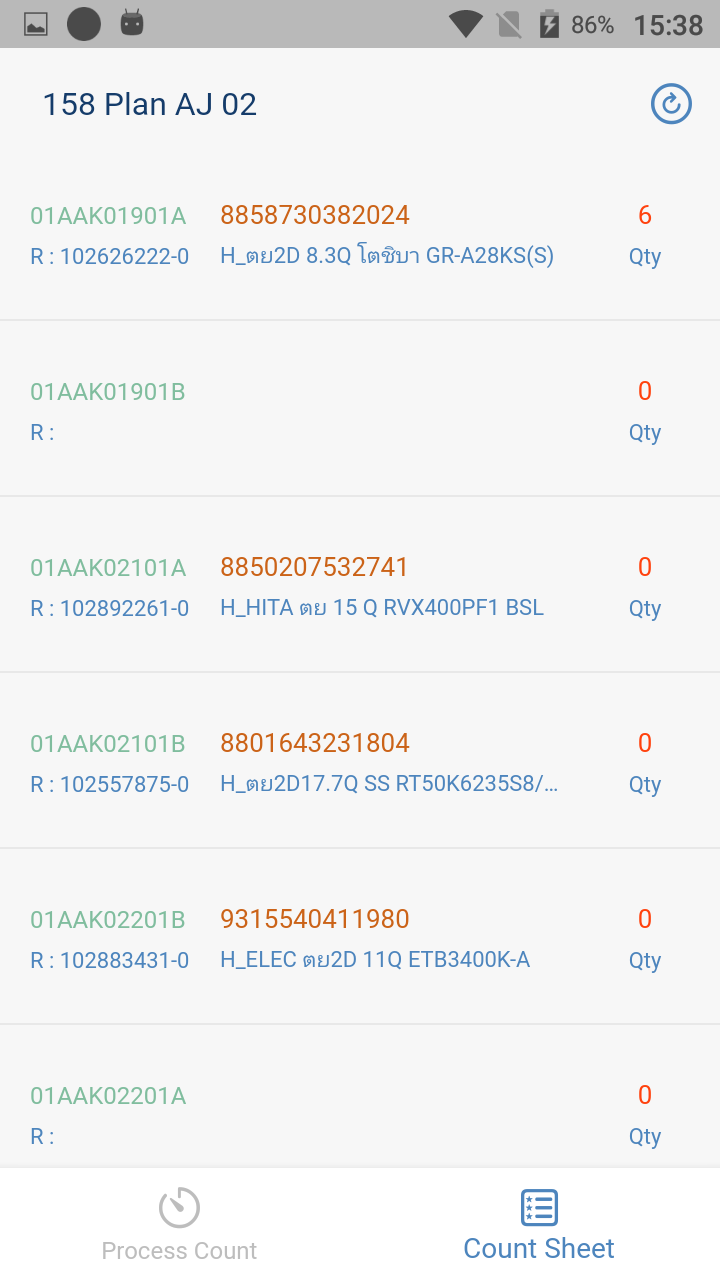 86% 15:38
158 Plan AJ 02
01AAK01901A 8858730382024 6
R : 102626222-0 H_ตย2D 8.3Q โตชิบา GR-A28KS(S) Qty
01AAK01901B 0
R : Qty
01AAK02101A 8850207532741 0
R : 102892261-0 H_HITA ตย 15 Q RVX400PF1 BSL Qty
01AAK02101B 8801643231804 0
R : 102557875-0 H_ตย2D17.7Q SS RT50K6235S8/... Qty
01AAK02201B 9315540411980 0
R : 102883431-0 H_ELEC ตย2D 11Q ETB3400K-A Qty
01AAK02201A 0
R : Qty
Process Count Count Sheet